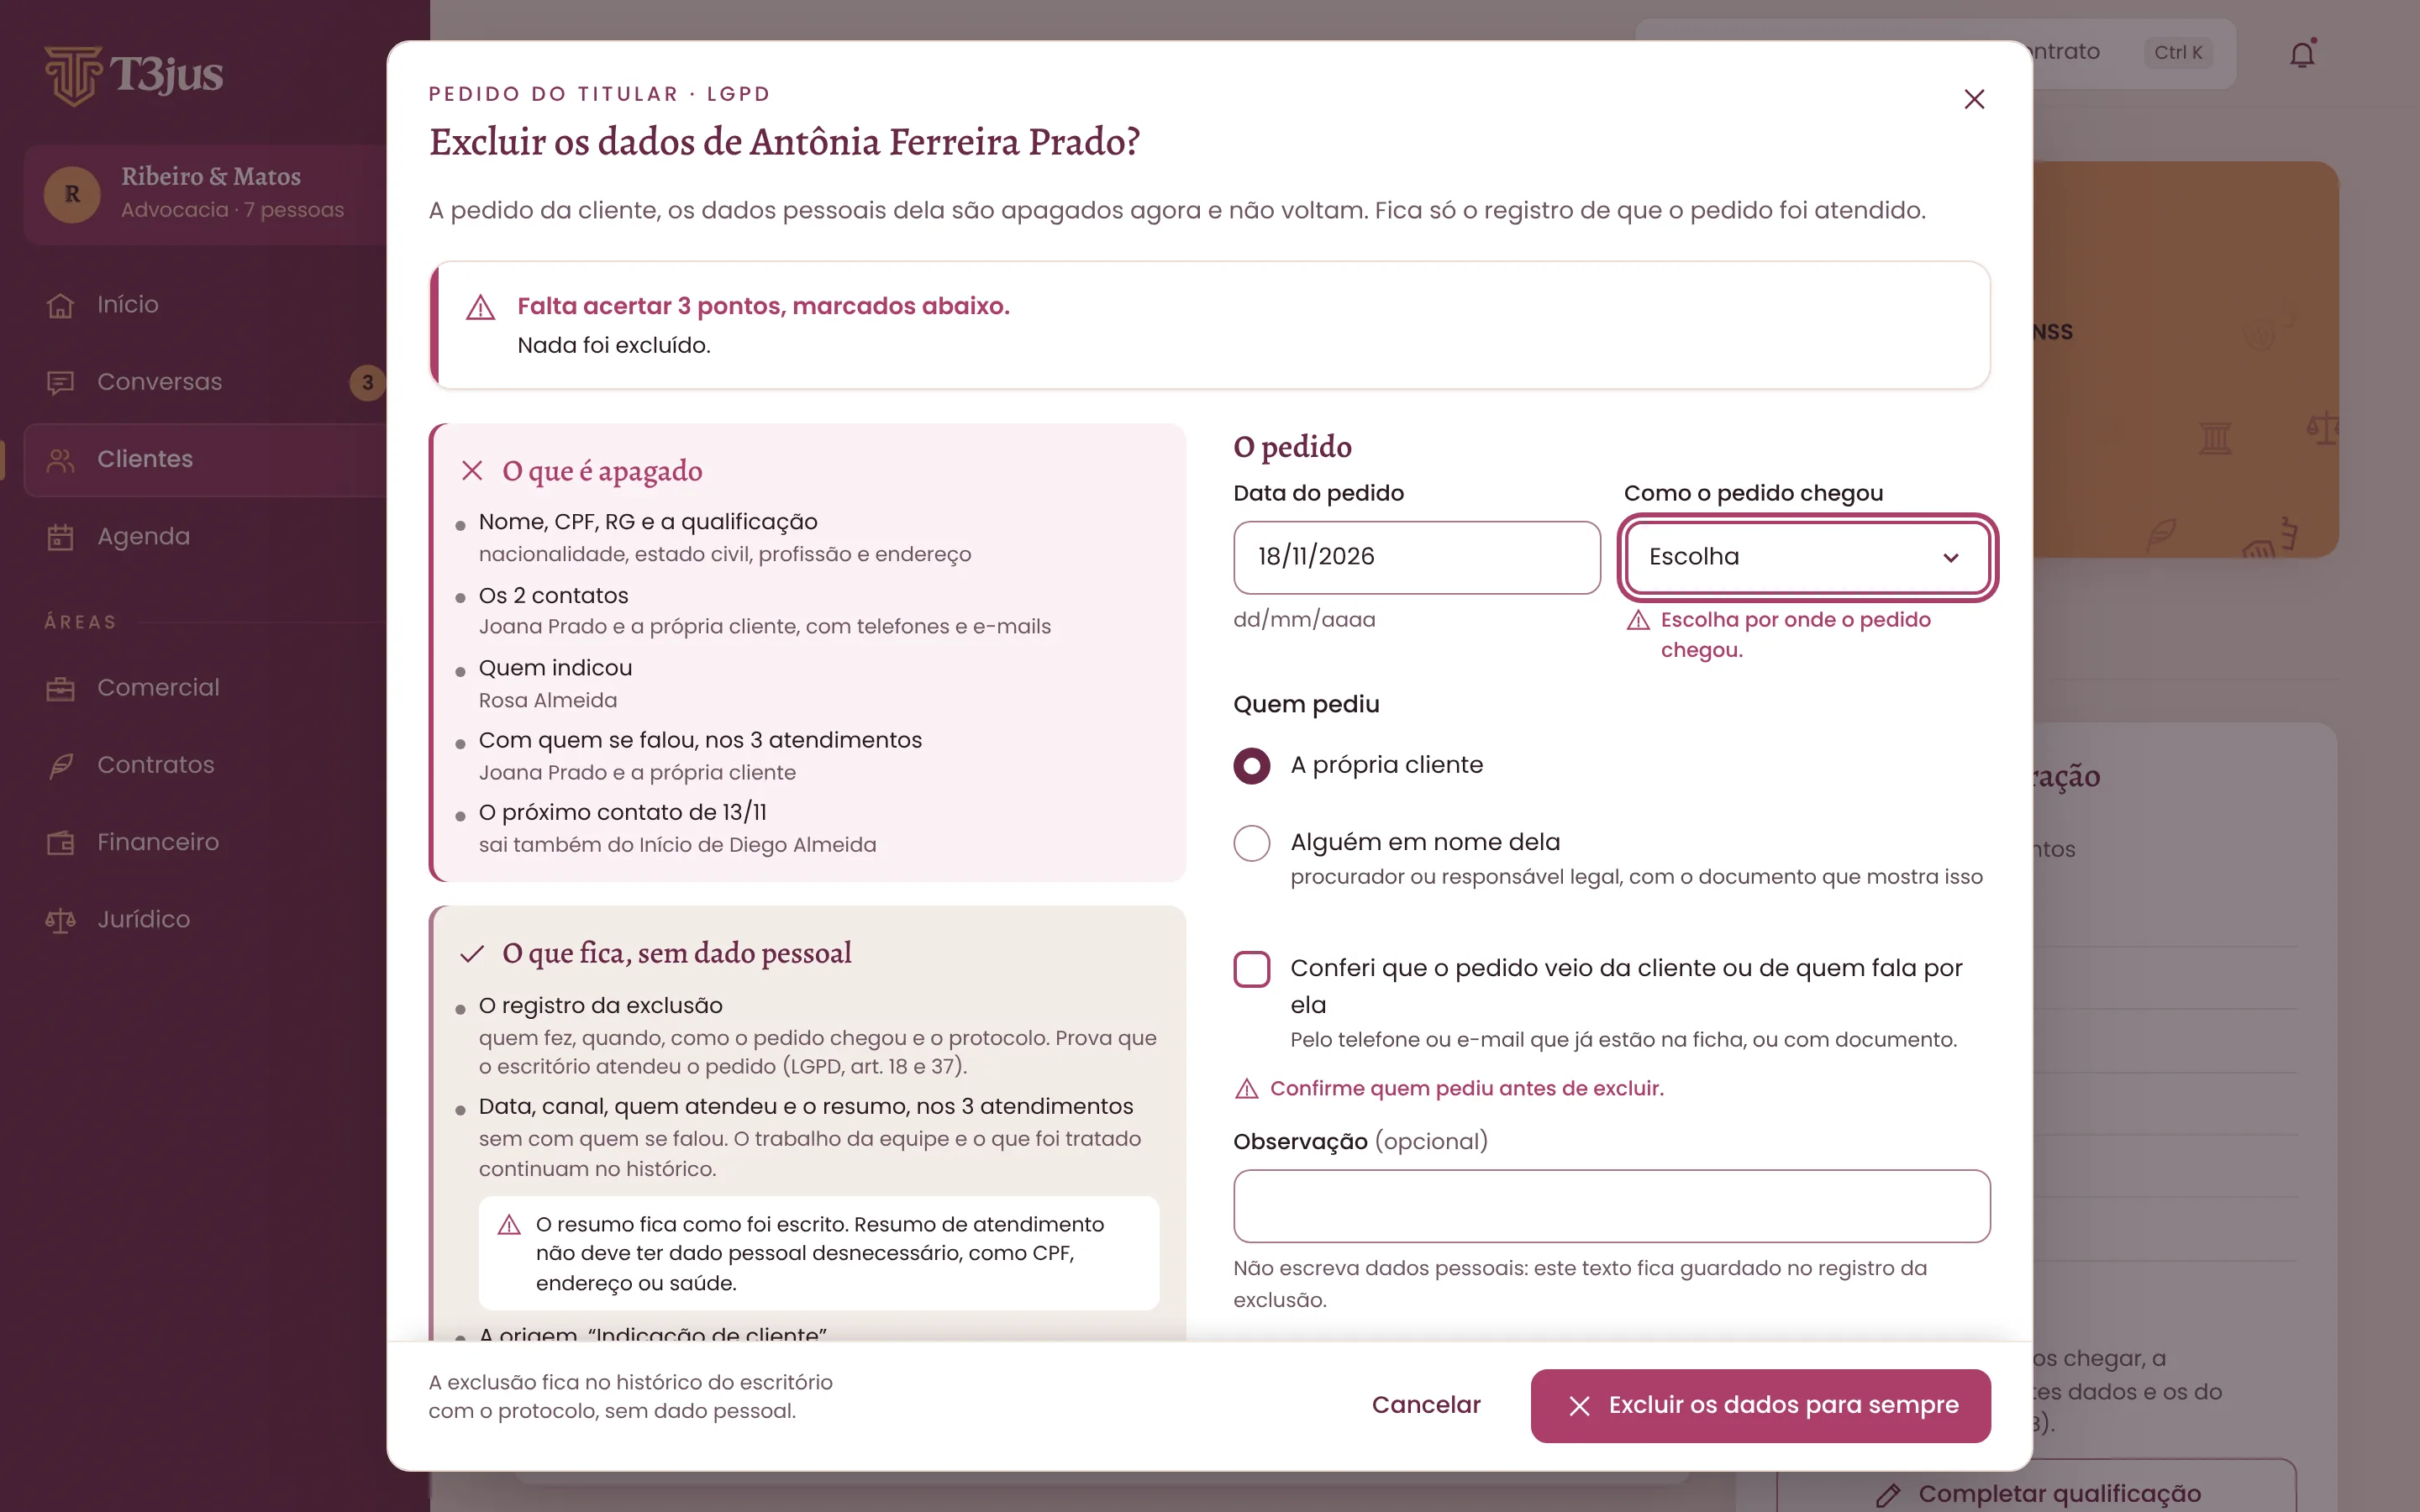 T3jus
R
Ribeiro & Matos
Advocacia · 7 pessoas
Início
Conversas
3
Clientes
Agenda
ÁREAS
Comercial
Contratos
Financeiro
Jurídico
Ctrl K
NSS
PEDIDO DO TITULAR · LGPD
Excluir os dados de Antônia Ferreira Prado?
A pedido da cliente, os dados pessoais dela são apagados agora e não voltam. Fica só o registro de que o pedido foi atendido.
Falta acertar 3 pontos, marcados abaixo.
Nada foi excluído.
O que é apagado
Nome, CPF, RG e a qualificação
nacionalidade, estado civil, profissão e endereço
Os 2 contatos
Joana Prado e a própria cliente, com telefones e e-mails
Quem indicou
Rosa Almeida
Com quem se falou, nos 3 atendimentos
Joana Prado e a própria cliente
O próximo contato de 13/11
sai também do Início de Diego Almeida
O que fica, sem dado pessoal
O registro da exclusão
quem fez, quando, como o pedido chegou e o protocolo. Prova que
o escritório atendeu o pedido (LGPD, art. 18 e 37).
Data, canal, quem atendeu e o resumo, nos 3 atendimentos
sem com quem se falou. O trabalho da equipe e o que foi tratado
continuam no histórico.
O resumo fica como foi escrito. Resumo de atendimento
não deve ter dado pessoal desnecessário, como CPF,
endereço ou saúde.
A origem, “Indicação de cliente”
O pedido
Data do pedido
18/11/2026
dd/mm/aaaa
Como o pedido chegou
Escolha
Escolha por onde o pedido
chegou.
Quem pediu
A própria cliente
Alguém em nome dela
procurador ou responsável legal, com o documento que mostra isso
Conferi que o pedido veio da cliente ou de quem fala por
ela
Pelo telefone ou e-mail que já estão na ficha, ou com documento.
Confirme quem pediu antes de excluir.
Observação (opcional)
Não escreva dados pessoais: este texto fica guardado no registro da
exclusão.
A exclusão fica no histórico do escritório
com o protocolo, sem dado pessoal.
Cancelar
Excluir os dados para sempre
os chegar, a
dados e os do
Completar qualificação